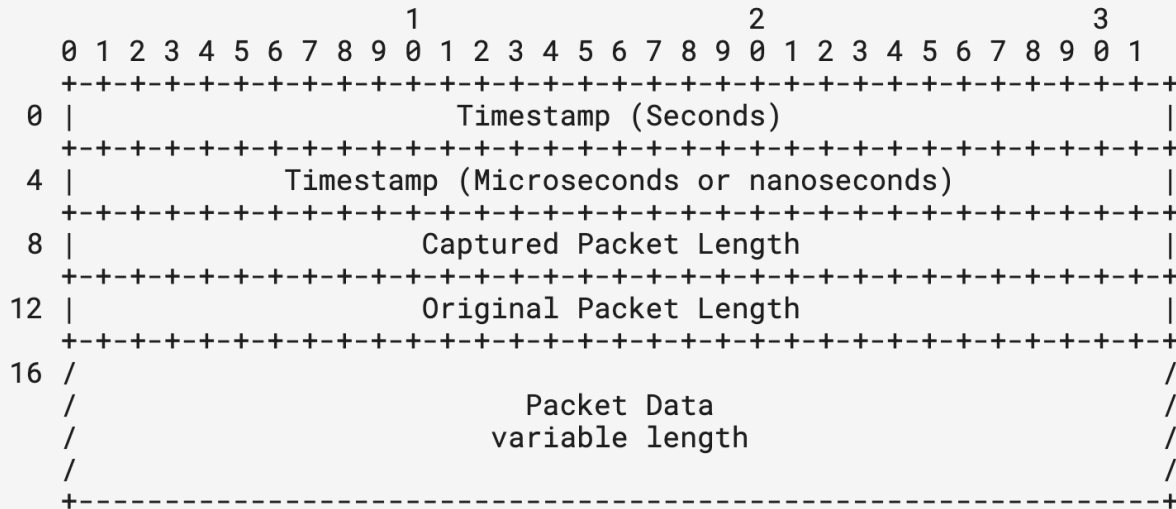 1                   2                   3
    0 1 2 3 4 5 6 7 8 9 0 1 2 3 4 5 6 7 8 9 0 1 2 3 4 5 6 7 8 9 0 1
    +-+-+-+-+-+-+-+-+-+-+-+-+-+-+-+-+-+-+-+-+-+-+-+-+-+-+-+-+-+-+-+-+
  0 |                      Timestamp (Seconds)                      |
    +-+-+-+-+-+-+-+-+-+-+-+-+-+-+-+-+-+-+-+-+-+-+-+-+-+-+-+-+-+-+-+-+
  4 |            Timestamp (Microseconds or nanoseconds)            |
    +-+-+-+-+-+-+-+-+-+-+-+-+-+-+-+-+-+-+-+-+-+-+-+-+-+-+-+-+-+-+-+-+
  8 |                    Captured Packet Length                     |
    +-+-+-+-+-+-+-+-+-+-+-+-+-+-+-+-+-+-+-+-+-+-+-+-+-+-+-+-+-+-+-+-+
 12 |                    Original Packet Length                     |
    +-+-+-+-+-+-+-+-+-+-+-+-+-+-+-+-+-+-+-+-+-+-+-+-+-+-+-+-+-+-+-+-+
 16 /                                                               /
    /                          Packet Data                          /
    /                        variable length                        /
    /                                                               /
    +---------------------------------------------------------------+